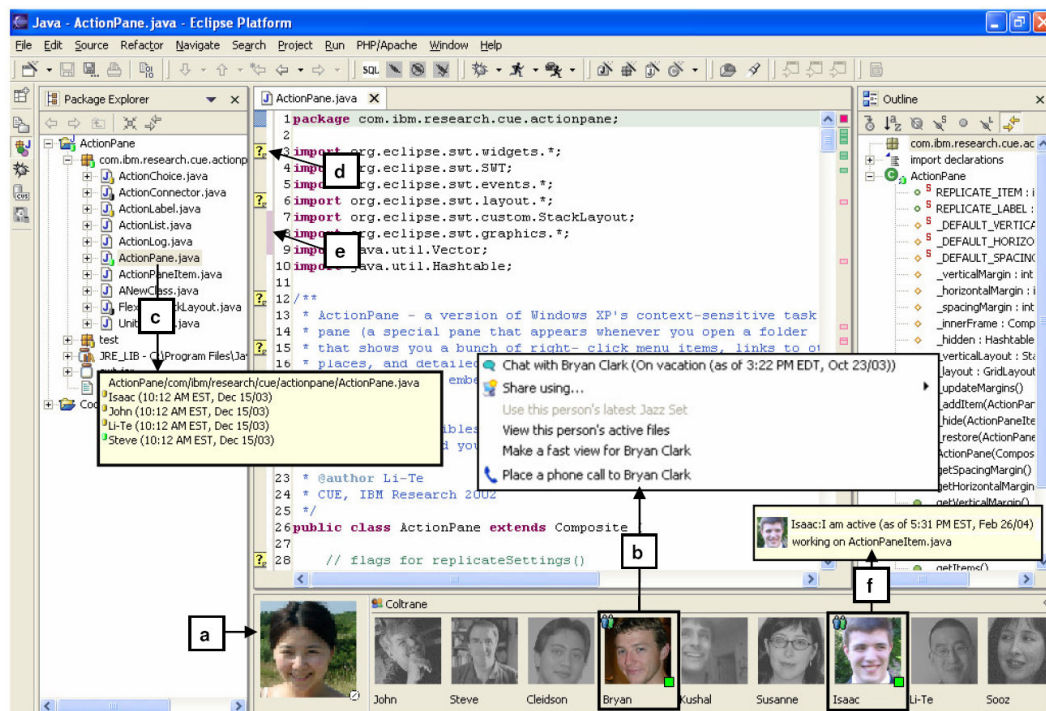 Java - ActionPane.java - Eclipse Platform
File Edit Source Refactor Navigate Search Project Run PHP/Apache Window Help
SQL
Package Explorer
ActionPane
com.ibm.research.cue.actionp
ActionChoice.java
ActionConnector.java
ActionLabel.java
ActionList.java
ActionLog.java
ActionPane.java
ActionPaneItem.java
ANewClass.java
Layout.java
test
JRE_LIB - C:\Program Files\Ja
c
ActionPane/com/ibm/research/cue/actionpane/ActionPane.java
Isaac (10:12 AM EST, Dec 15/03)
John (10:12 AM EST, Dec 15/03)
Li-Te (10:12 AM EST, Dec 15/03)
Steve (10:12 AM EST, Dec 15/03)
ActionPane.java
1 package com.ibm.research.cue.actionpane;
2
3 import org.eclipse.swt.widgets.*;
4 import org.eclipse.swt.SWT;
5 import org.eclipse.swt.events.*;
6 import org.eclipse.swt.layout.*;
7 import org.eclipse.swt.custom.StackLayout;
8 import org.eclipse.swt.graphics.*;
9 import java.util.Vector;
10 import java.util.Hashtable;
11
12 /**
13 * ActionPane - a version of Windows XP's context-sensitive task
14 * pane (a special pane that appears whenever you open a folder
15 * that shows you a bunch of right- click menu items, links to
* places, and detailed
23 * @author Li-Te
24 * CUE, IBM Research 2002
25 */
26 public class ActionPane extends Composite {
27
28 // flags for replicateSettings()
d
e
Chat with Bryan Clark (On vacation (as of 3:22 PM EDT, Oct 23/03))
Share using...
Use this person's latest Jazz Set
View this person's active files
Make a fast view for Bryan Clark
Place a phone call to Bryan Clark
b
Outline
com.ibm.research.cue.ac
import declarations
ActionPane
REPLICATE_ITEM : i
REPLICATE_LABEL :
_DEFAULT_VERTICA
_DEFAULT_HORIZO
_DEFAULT_SPACING
_verticalMargin : int
_horizontalMargin : i
_spacingMargin : int
_innerFrame : Comp
_hidden : Hashtable
_verticalLayout : Sta
_layout : GridLayout
_updateMargins()
_addItem(ActionPar
_hide(ActionPaneIte
_restore(ActionPane
ActionPane(Compos
getSpacingMargin()
getHorizontalMargin
getVerticalMargin()
getItems()
Isaac:I am active (as of 5:31 PM EST, Feb 26/04)
working on ActionPaneItem.java
f
a
Coltrane
John Steve Cleidson Bryan Kushal Susanne Isaac Li-Te Sooz